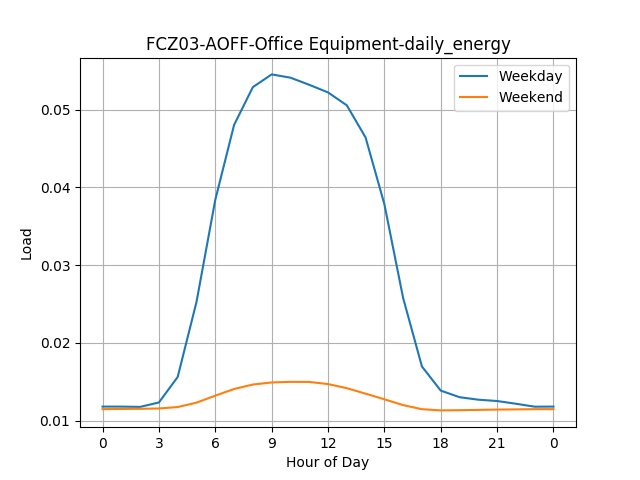 FCZ03-AOFF-Office Equipment-daily_energy
Weekday
Weekend
0.05
0.04
0.03
0.02
0.01
Load
0 3 6 9 12 15 18 21 0
Hour of Day